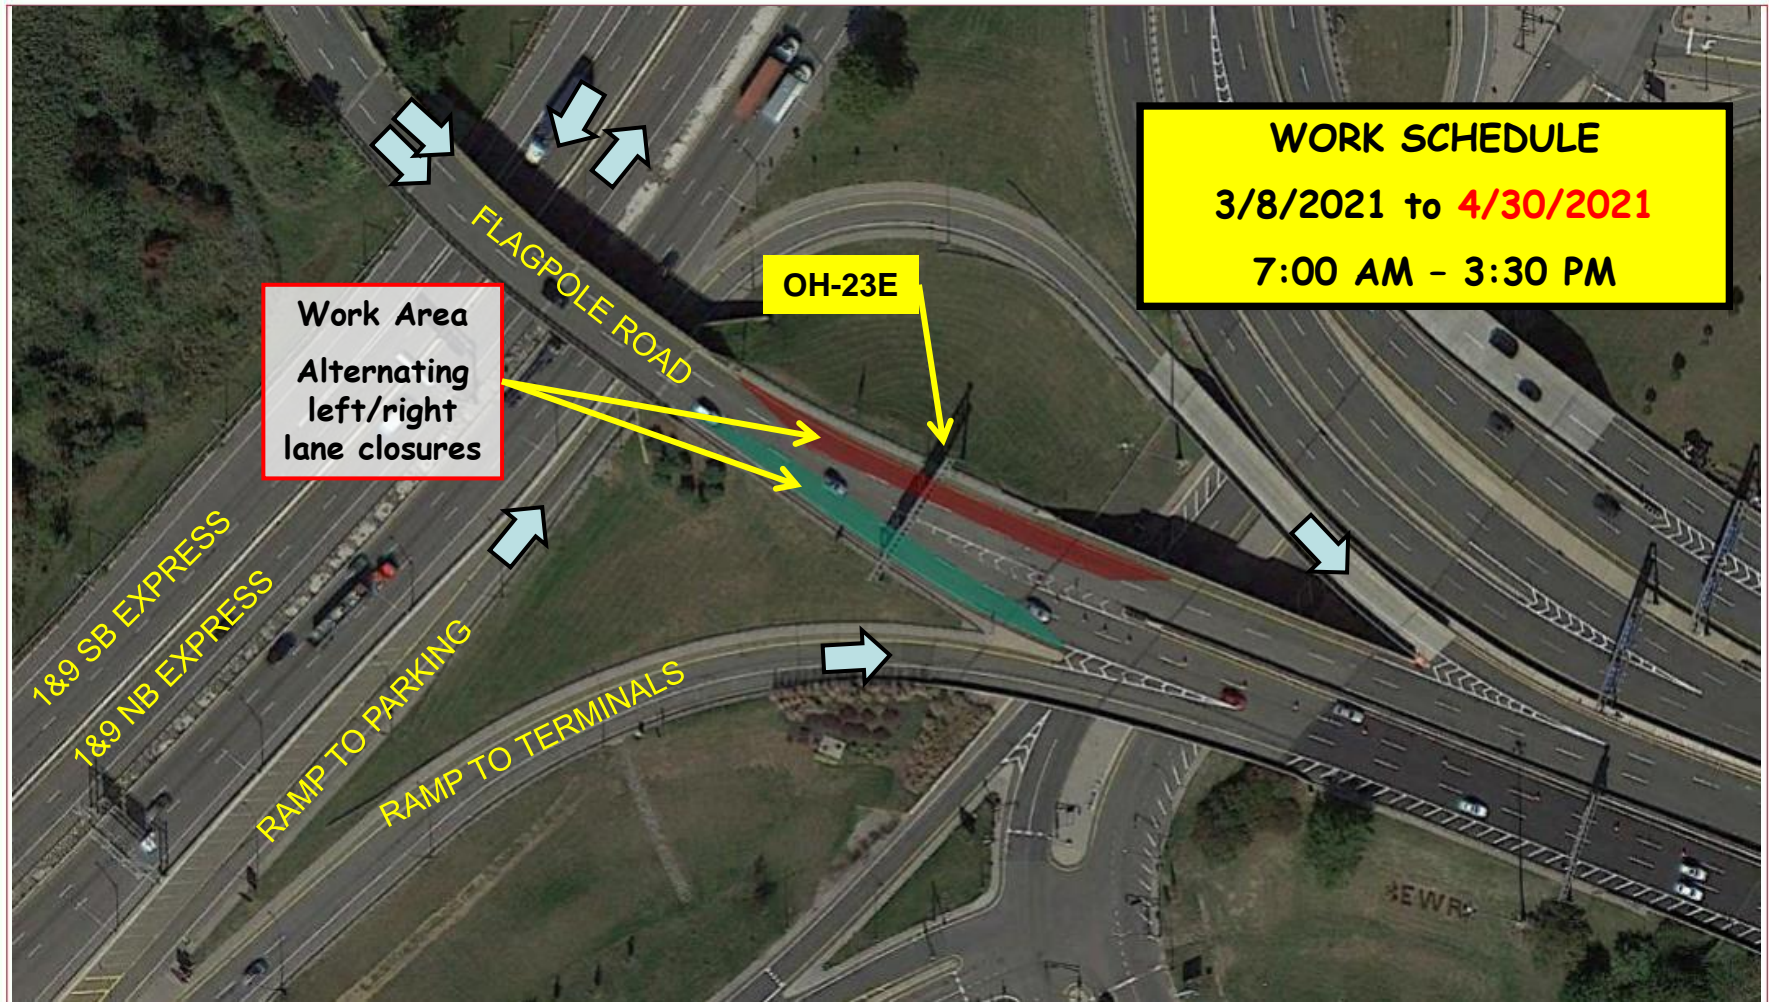 WORK SCHEDULE
3/8/2021 to 4/30/2021
7:00 AM – 3:30 PM
FLAGPOLE ROAD
OH-23E
Work Area
Alternating
left/right
lane closures
1&9 SB EXPRESS
1&9 NB EXPRESS
RAMP TO PARKING
RAMP TO TERMINALS
EWR